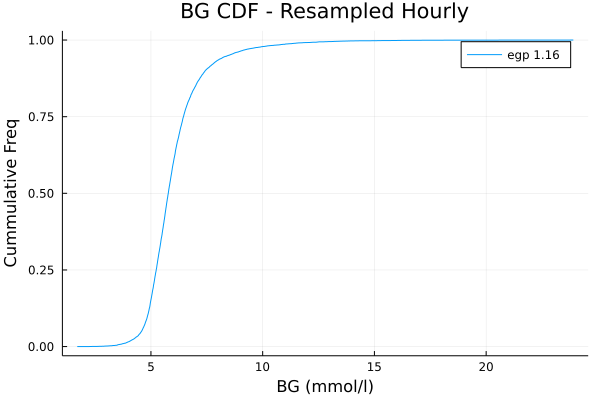 BG CDF - Resampled Hourly
Cummulative Freq
1.00
0.75
0.50
0.25
0.00
egp 1.16
5
10
15
20
BG (mmol/l)